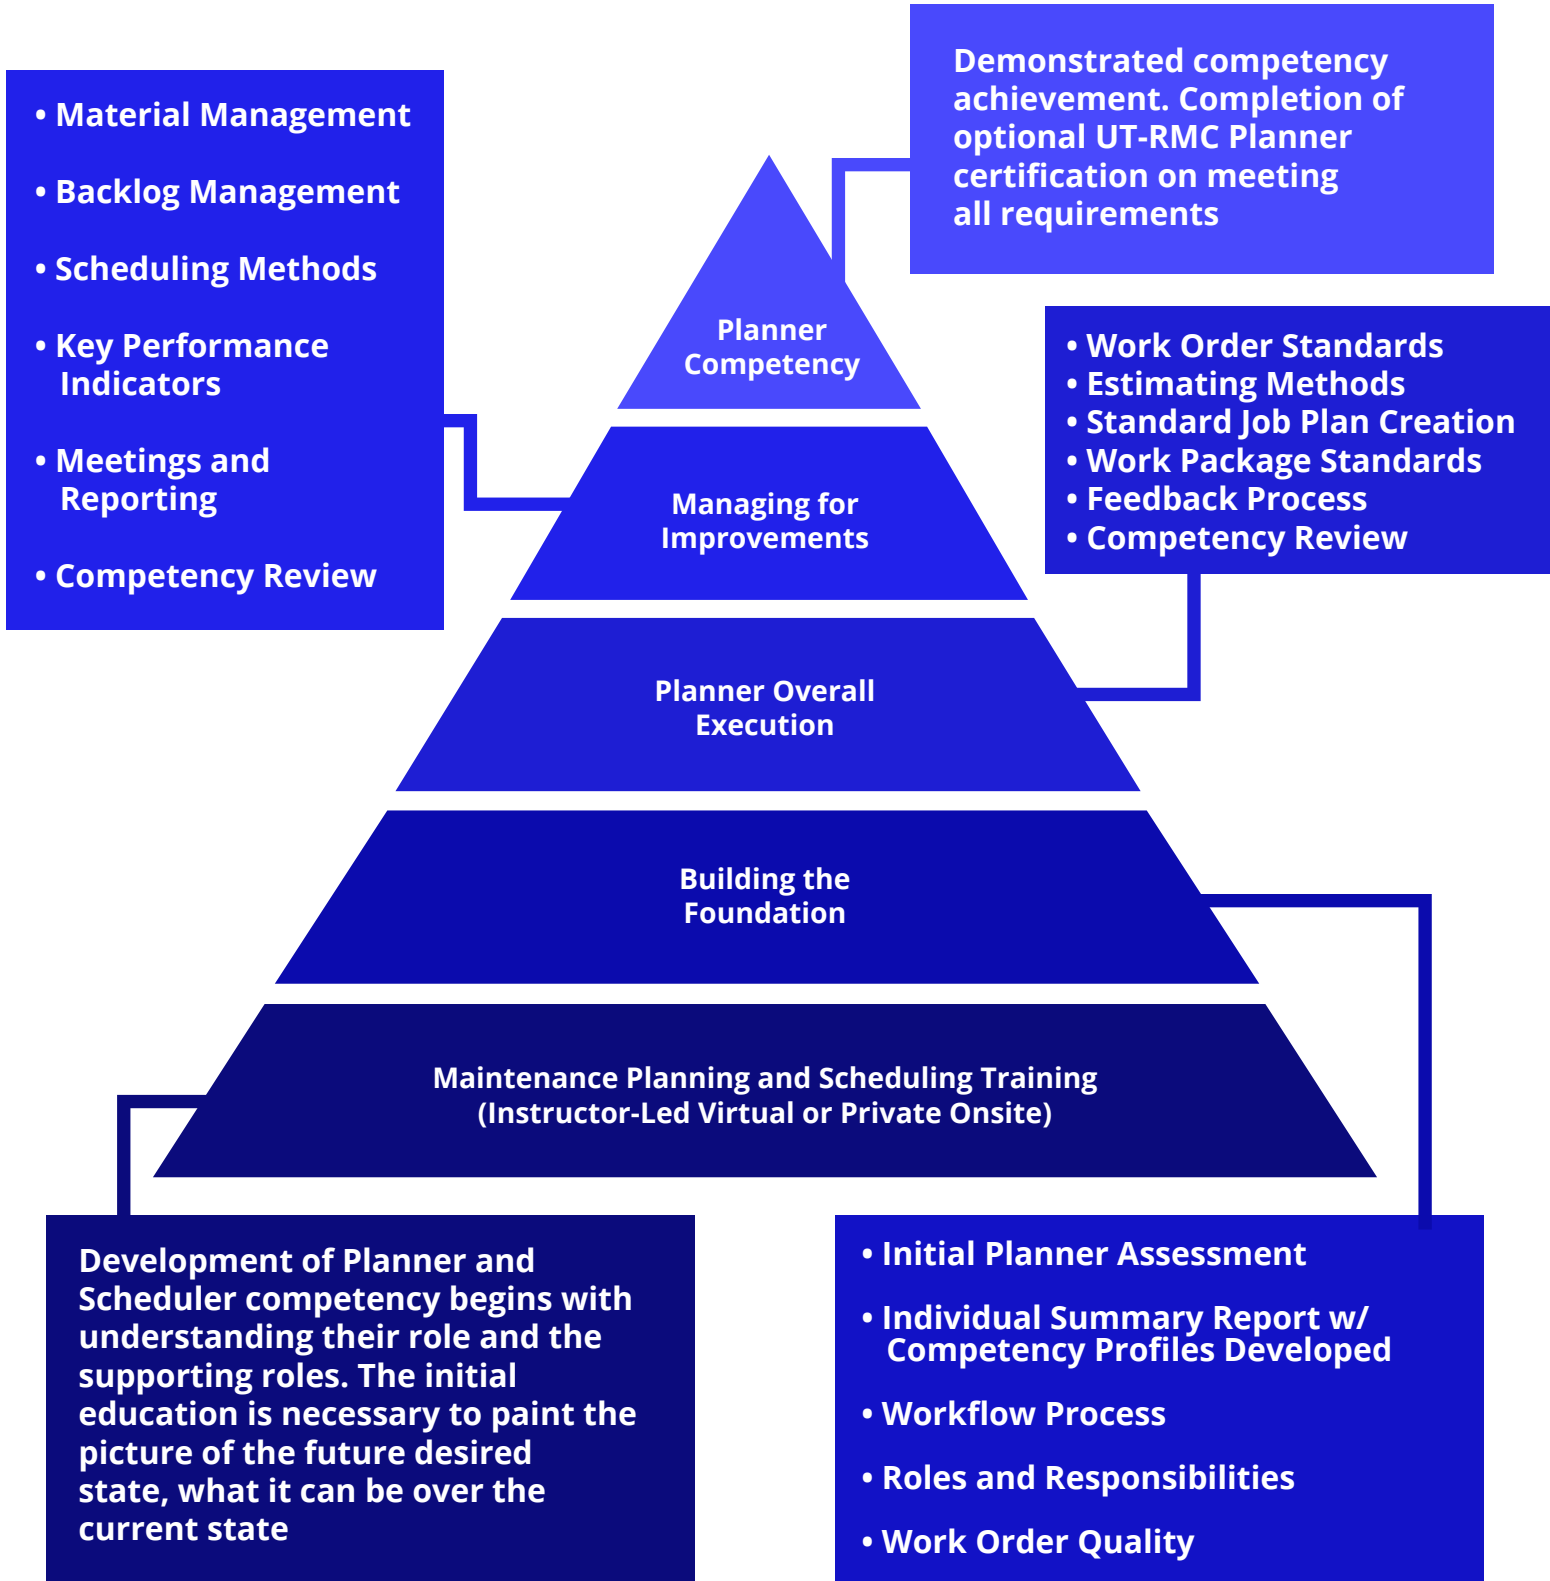 • Material Management
• Backlog Management
• Scheduling Methods
• Key Performance
Indicators
• Meetings and
Reporting
• Competency Review
Demonstrated competency
achievement. Completion of
optional UT-RMC Planner
certification on meeting
all requirements
Planner
Competency
• Work Order Standards
• Estimating Methods
• Standard Job Plan Creation
• Work Package Standards
• Feedback Process
• Competency Review
Managing for
Improvements
Planner Overall
Execution
Building the
Foundation
Maintenance Planning and Scheduling Training
(Instructor-Led Virtual or Private Onsite)
Development of Planner and
Scheduler competency begins with
understanding their role and the
supporting roles. The initial
education is necessary to paint the
picture of the future desired
state, what it can be over the
current state
• Initial Planner Assessment
• Individual Summary Report w/
Competency Profiles Developed
• Workflow Process
• Roles and Responsibilities
• Work Order Quality